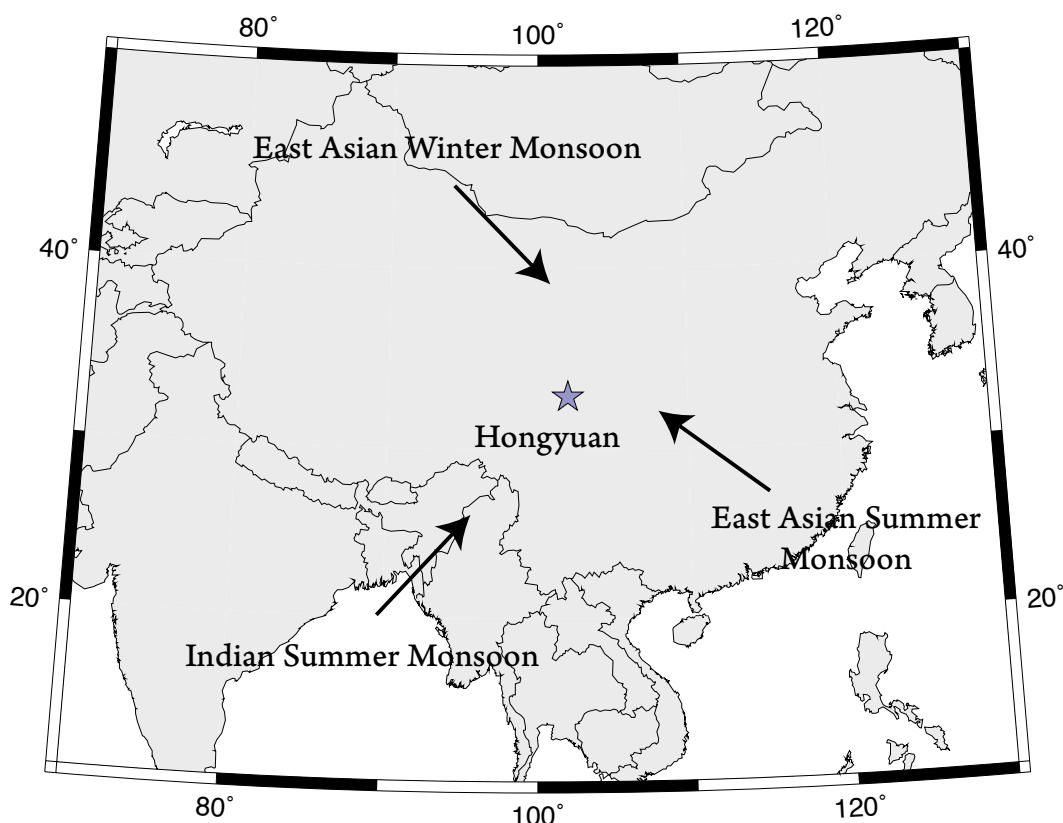 80°
100°
120°
East Asian Winter Monsoon
40°
40°
Hongyuan
East Asian Summer
Monsoon
20°
20°
Indian Summer Monsoon
80°
100°
120°